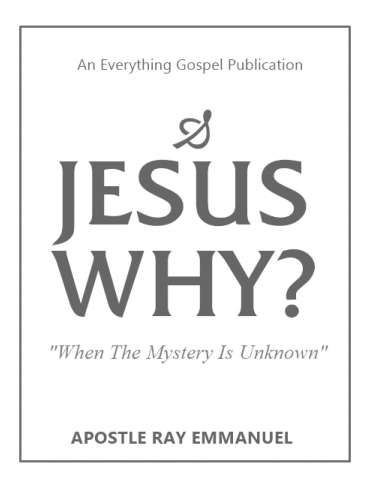 An Everything Gospel Publication
JESUS
WHY?
"When The Mystery Is Unknown"
APOSTLE RAY EMMANUEL